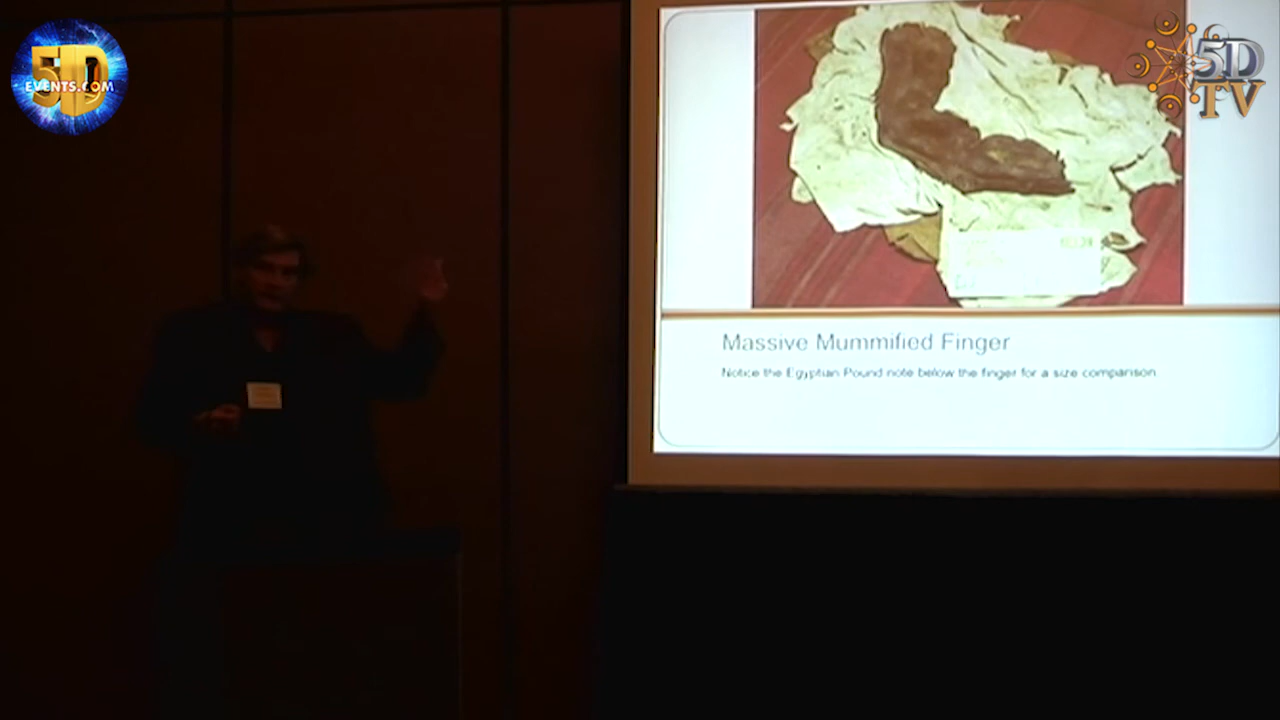 5D
EVENTS.COM
5D
TV
Massive Mummified Finger
Notice the Egyptian Pound note below the finger for a size comparison